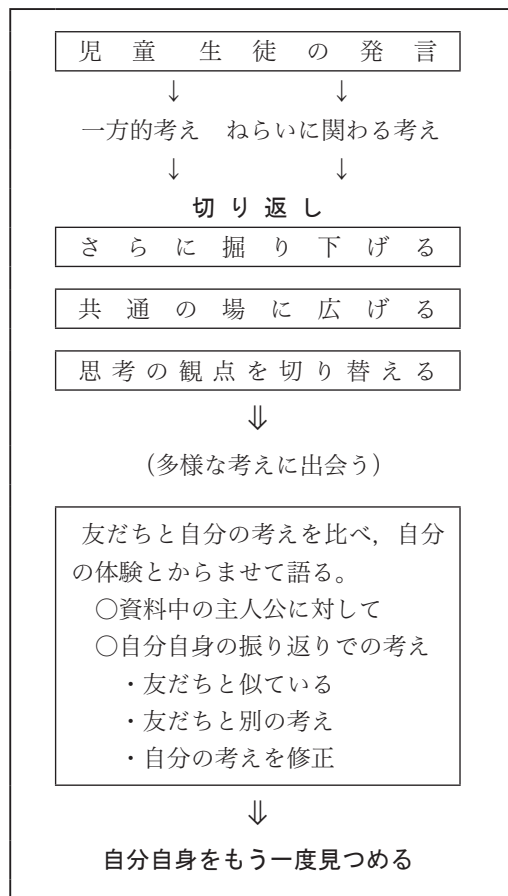 児童生徒の発言
↓ ↓
一方的考え ねらいに関わる考え
↓ ↓
切り返し
さらに掘り下げる
共通の場に広げる
思考の観点を切り替える
⇓
（多様な考えに出会う）
友だちと自分の考えを比べ，自分
の体験とからませて語る。
○資料中の主人公に対して
○自分自身の振り返りでの考え
・友だちと似ている
・友だちと別の考え
・自分の考えを修正
⇓
自分自身をもう一度見つめる